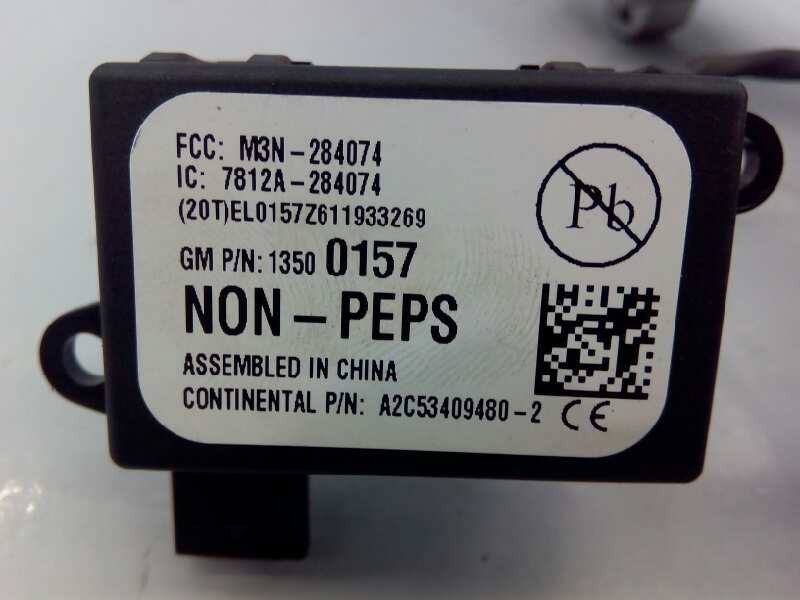 FCC: M3N-284074
IC: 7812A-284074
(20T)EL0157Z611933269
Pb
GM P/N: 1350 0157
NON-PEPS
ASSEMBLED IN CHINA
CONTINENTAL P/N: A2C53409480-2 CE